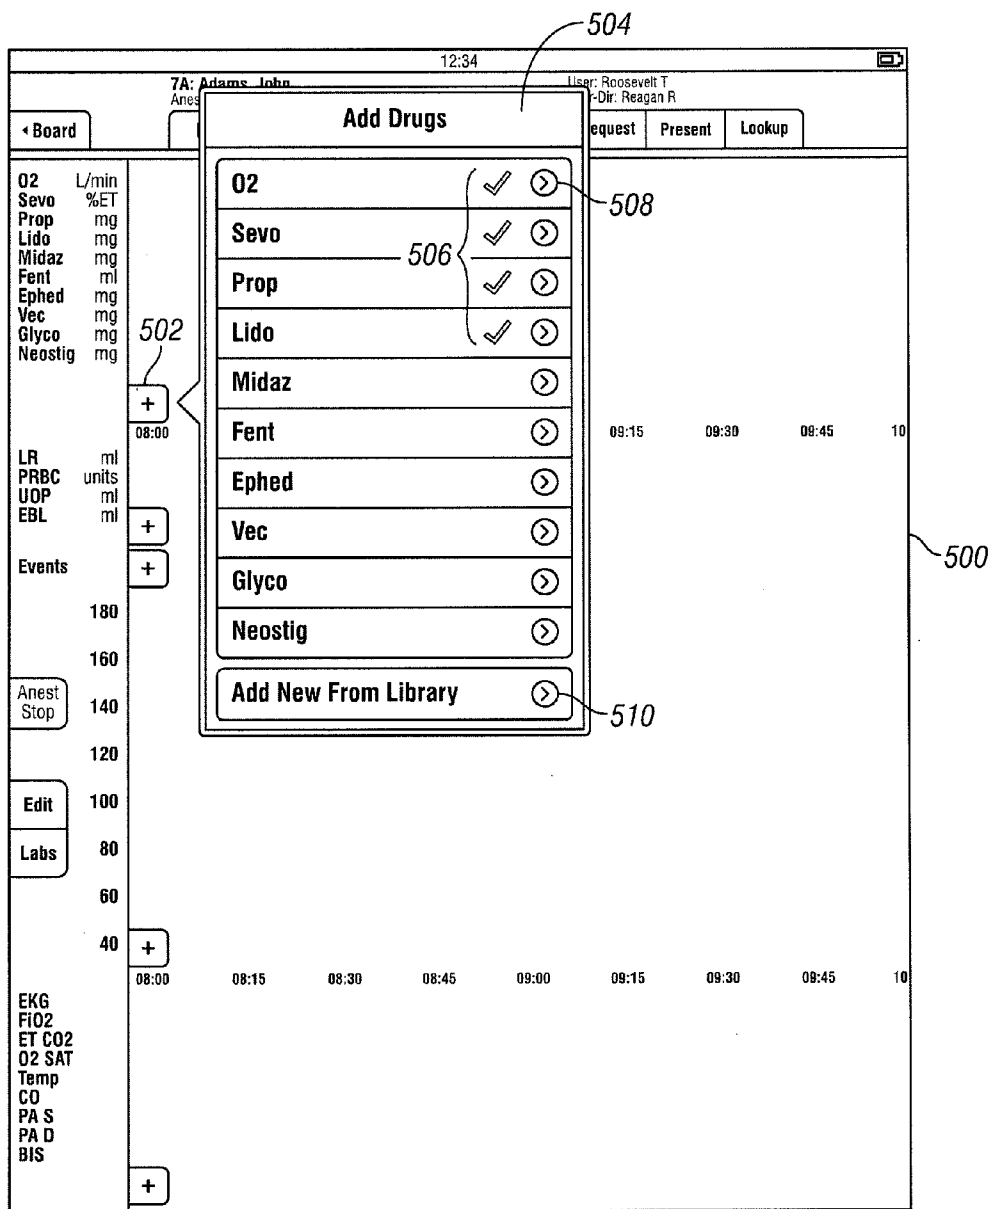 504
12:34
7A: Adams, John
User: Roosevelt T
Anes
r-Dir: Reagan R
Board
Add Drugs
equest Present Lookup
O2 L/min
Sevo %ET
Prop mg
Lido mg
Midaz mg
Fent ml
Ephed mg
Vec mg
Glyco mg
Neostig mg
502
+
O2
508
Sevo
506
Prop
Lido
Midaz
Fent
Ephed
Vec
Glyco
Neostig
Add New From Library
510
08:00 09:15 09:30 09:45 10
LR ml
PRBC units
UOP ml
EBL ml
+
Events +
500
180
160
Anest
Stop
140
120
Edit
100
Labs
80
60
40
+
08:00 08:15 08:30 08:45 09:00 09:15 09:30 09:45 10
EKG
FiO2
ET CO2
O2 SAT
Temp
CO
PA S
PA D
BIS
+